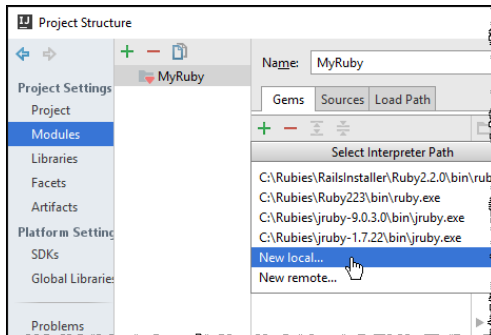 Project Structure
Project Settings
Project
Modules
Libraries
Facets
Artifacts
SDKs
Problems
MyRuby
Name: MyRuby
Gems Sources Load Path
Select Interpreter Path
C:\Rubies\RailsInstaller\Ruby2.2.0\bin\rub
C:\Rubies\Ruby223\bin\ruby.exe
C:\Rubies\jruby-9.0.3.0\bin\jruby.exe
C:\Rubies\jruby-1.7.22\bin\jruby.exe
New local...
New remote...
Platform Setting
Global Libraries